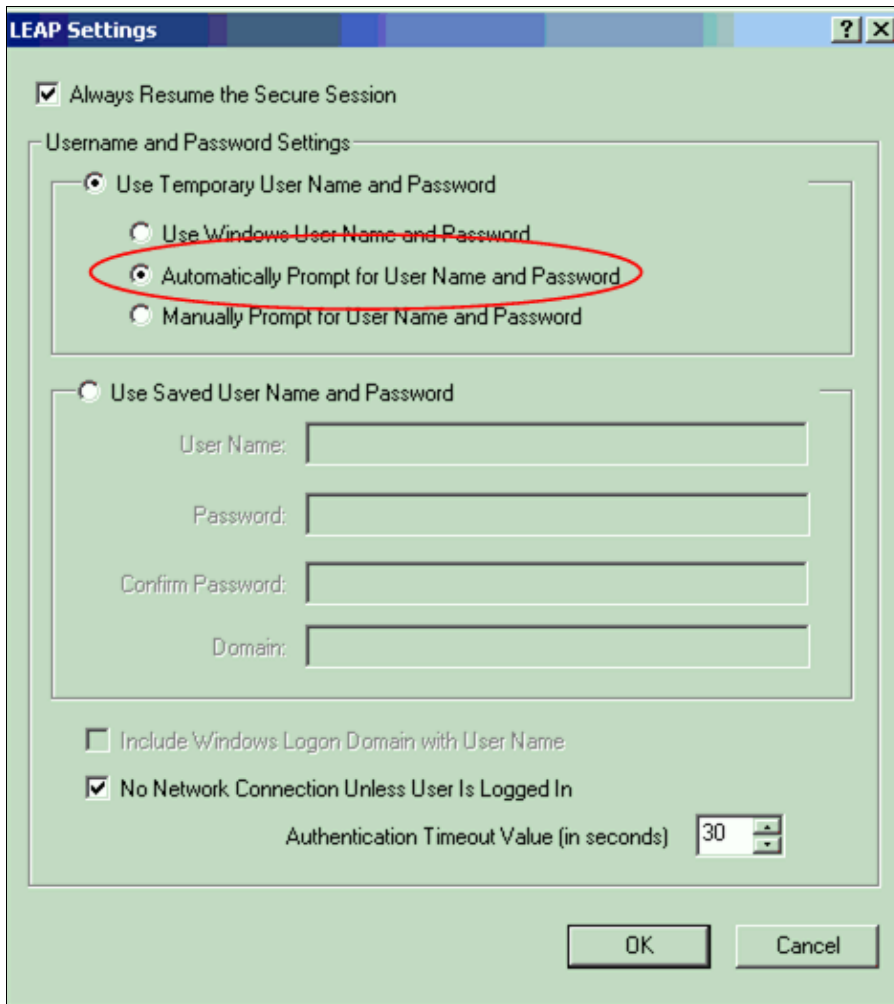 LEAP Settings
Always Resume the Secure Session
Username and Password Settings
Use Temporary User Name and Password
Use Windows User Name and Password
Automatically Prompt for User Name and Password
Manually Prompt for User Name and Password
Use Saved User Name and Password
User Name:
Password:
Confirm Password:
Domain:
Include Windows Logon Domain with User Name
No Network Connection Unless User Is Logged In
Authentication Timeout Value (in seconds) 30
OK Cancel